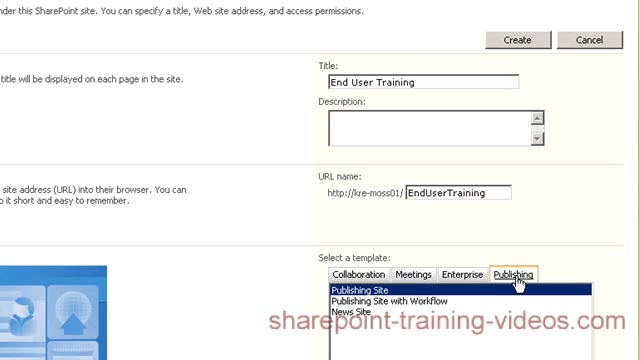 nder this SharePoint site. You can specify a title, Web site address, and access permissions.
Create Cancel
Title:
title will be displayed on each page in the site.
End User Training
Description:
URL name:
site address (URL) into their browser. You can
http://kre-moss01/ EndUserTraining
it short and easy to remember.
Select a template:
Collaboration Meetings Enterprise Publishing
Publishing Site
Publishing Site with Workflow
News Site
sharepoint-training-videos.com